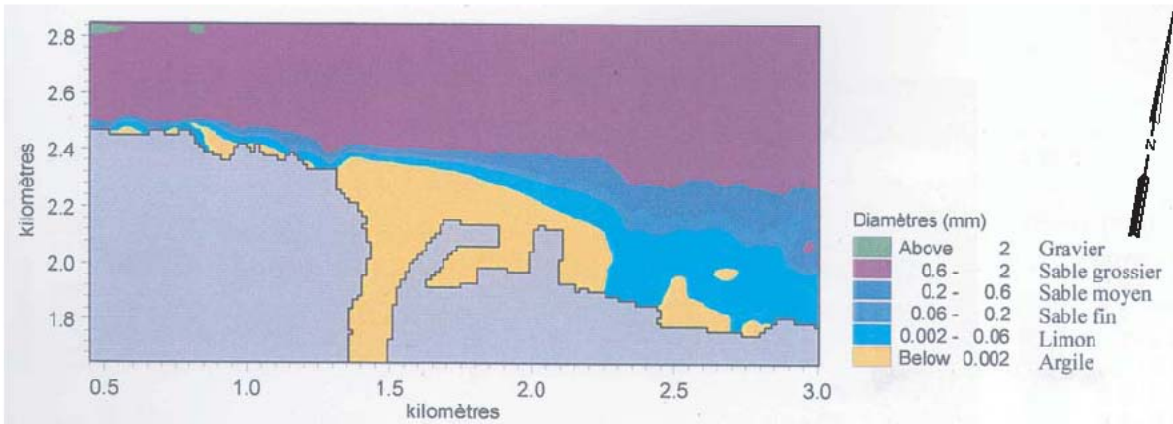 2.8
2.6
2.4
2.2
2.0
1.8
kilomètres
0.5 1.0 1.5 2.0 2.5 3.0
kilomètres
Diamètres (mm)
Above 2 Gravier
0.6 - 2 Sable grossier
0.2 - 0.6 Sable moyen
0.06 - 0.2 Sable fin
0.002 - 0.06 Limon
Below 0.002 Argile
N